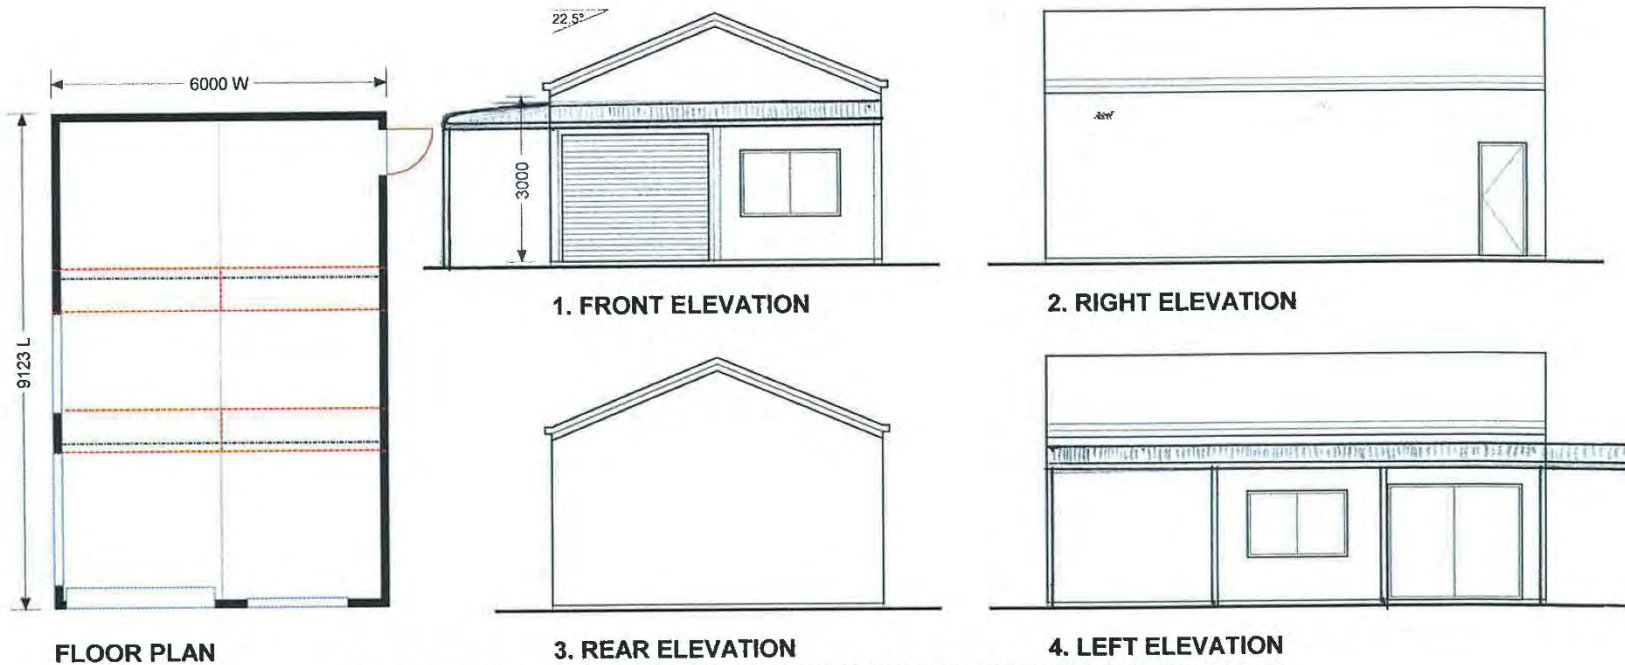 22.5°
6000 W
3000
9123 L
1. FRONT ELEVATION
2. RIGHT ELEVATION
FLOOR PLAN
3. REAR ELEVATION
4. LEFT ELEVATION